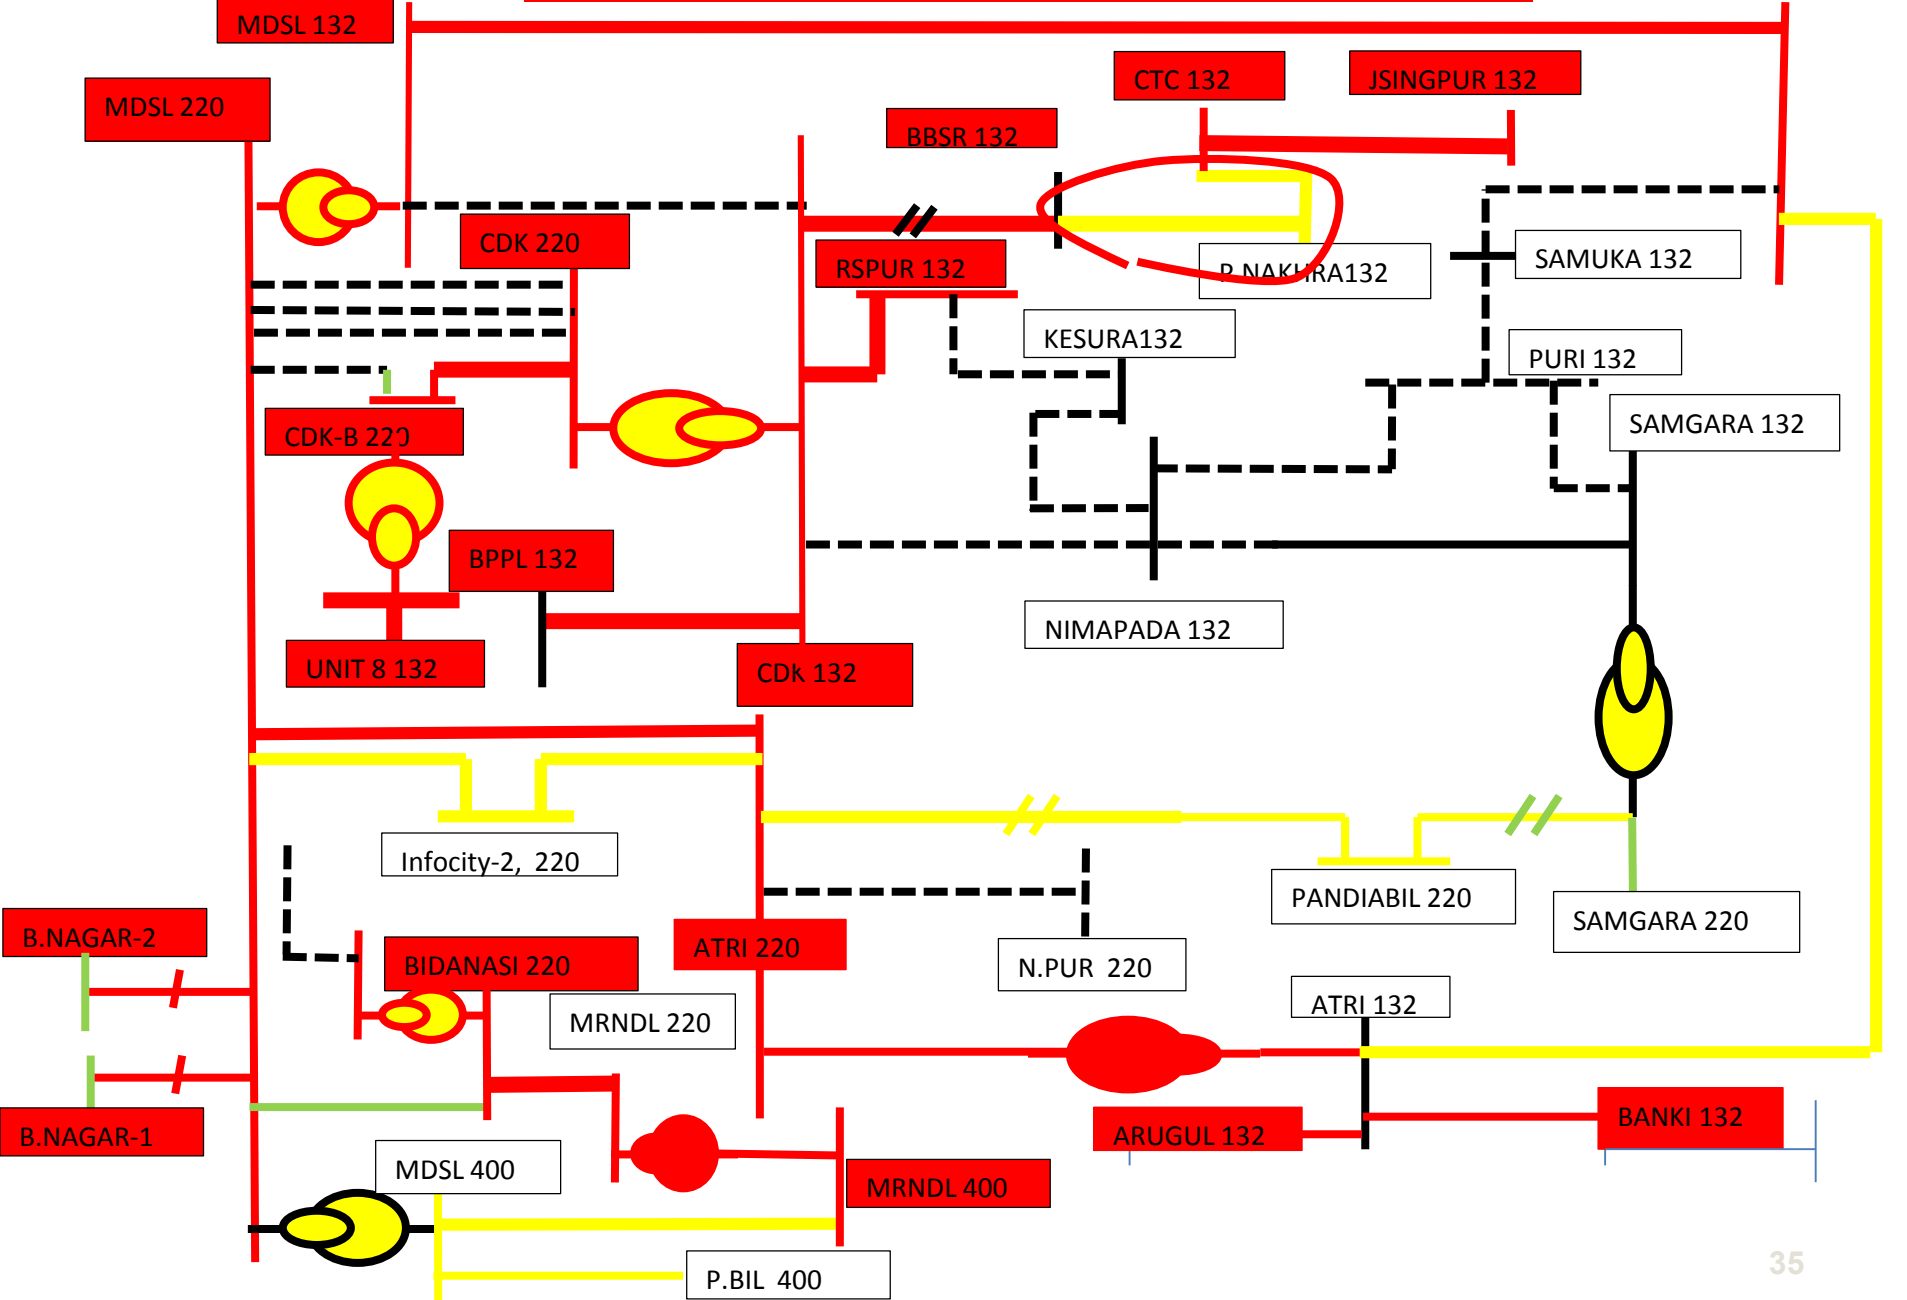 MDSL 132
CTC 132
JSINGPUR 132
MDSL 220
BBSR 132
CDK 220
RSPUR 132
P.NAKHRA132
SAMUKA 132
KESURA132
PURI 132
SAMGARA 132
CDK-B 220
BPPL 132
NIMAPADA 132
UNIT 8 132
CDK 132
Infocity-2, 220
PANDIABIL 220
SAMGARA 220
B.NAGAR-2
BIDANASI 220
ATRI 220
N.PUR 220
MRNDL 220
ATRI 132
B.NAGAR-1
ARUGUL 132
BANKI 132
MDSL 400
MRNDL 400
P.BIL 400
35